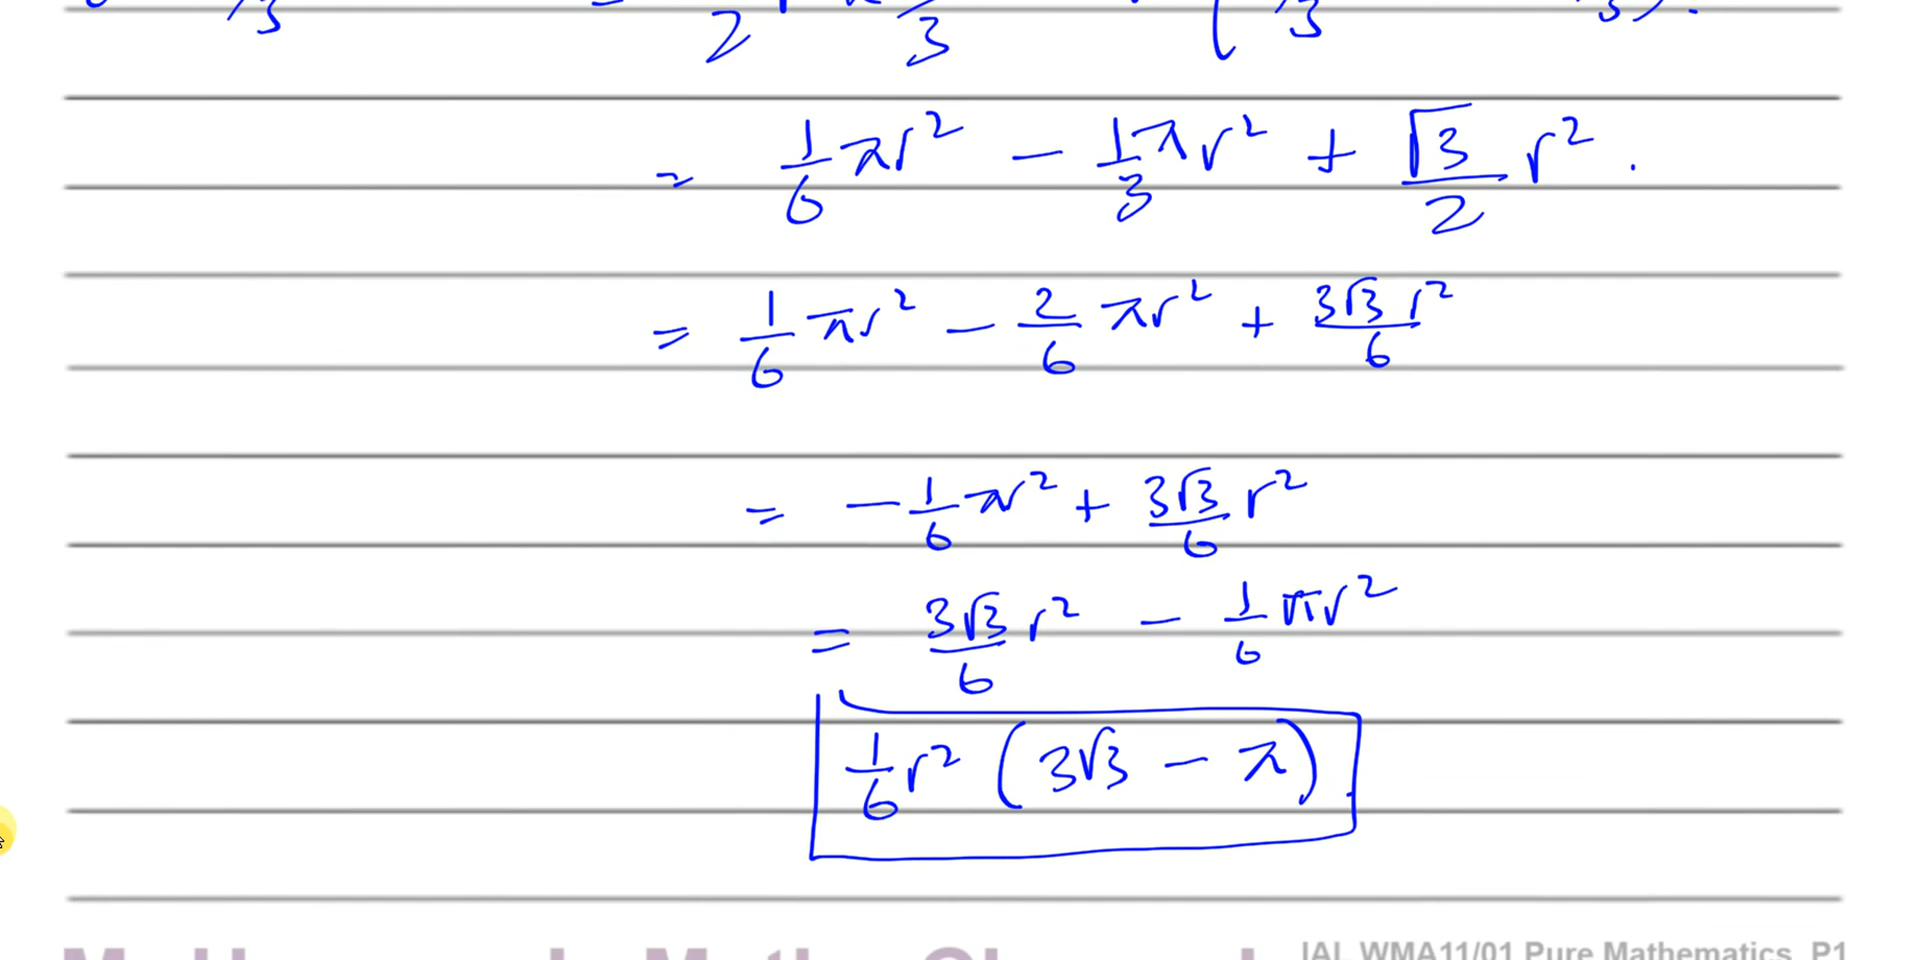 = 1/6 πr² − 1/3 πr² + √3/2 r² .
= 1/6 πr² − 2/6 πr² + 3√3 r²/6
= − 1/6 πr² + 3√3/6 r²
= 3√3/6 r² − 1/6 πr²
1/6 r² (3√3 − π) .
IAL WMA11/01 Pure Mathematics P1